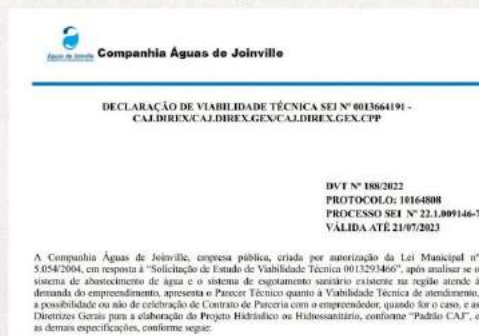 Águas de Joinville
Companhia Águas de Joinville
DECLARAÇÃO DE VIABILIDADE TÉCNICA SEI Nº 0013664191 -
CAJ.DIREX/CAJ.DIREX.GEX/CAJ.DIREX.GEX.CPP
DVT Nº 188/2022
PROTOCOLO: 10164808
PROCESSO SEI Nº 22.1.009146-7
VÁLIDA ATÉ 21/07/2023
A Companhia Águas de Joinville, empresa pública, criada por autorização da Lei Municipal nº
5.054/2004, em resposta à "Solicitação de Estudo de Viabilidade Técnica 0013293466", após analisar se o
sistema de abastecimento de água e o sistema de esgotamento sanitário existente na região atende à
demanda do empreendimento, apresenta o Parecer Técnico quanto à Viabilidade Técnica de atendimento,
a possibilidade ou não de celebração de Contrato de Parceria com o empreendedor, quando for o caso, e as
Diretrizes Gerais para a elaboração do Projeto Hidráulico ou Hidrossanitário, conforme "Padrão CAJ", e
as demais especificações, conforme segue: